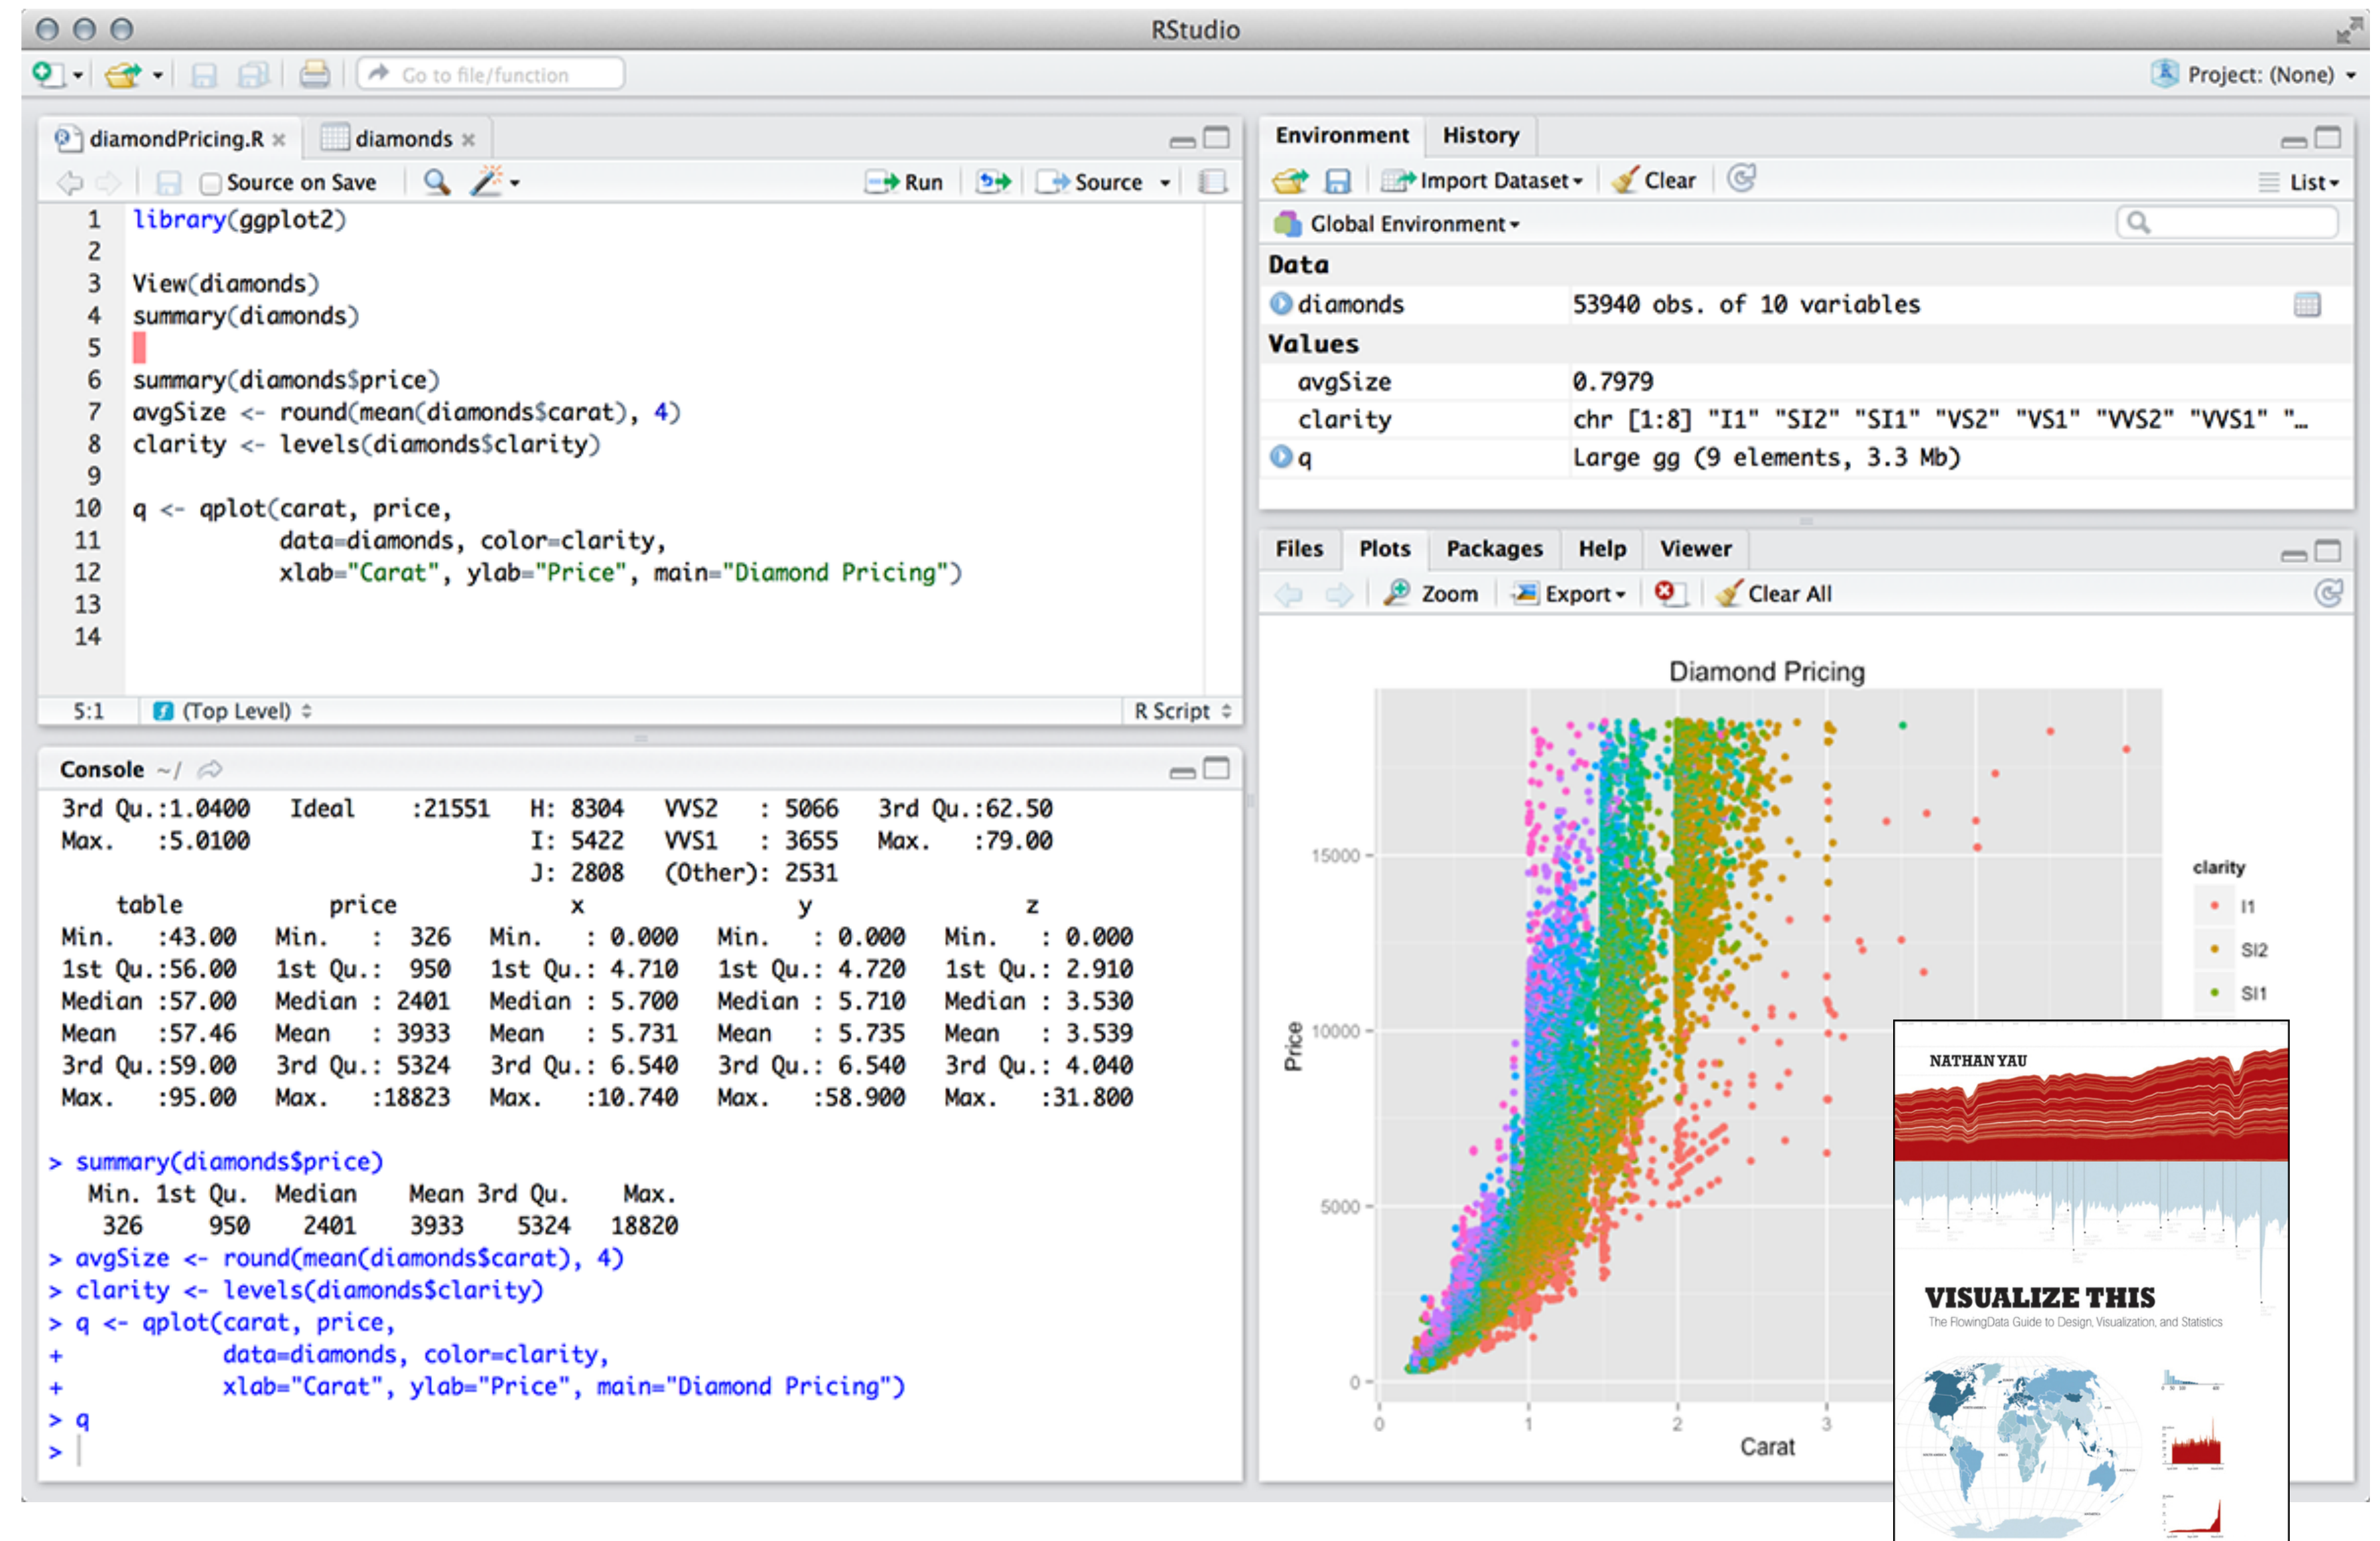 RStudio
Go to file/function
Project: (None)
diamondPricing.R
diamonds
Source on Save
Run
Source
1 library(ggplot2)
2
3 View(diamonds)
4 summary(diamonds)
5
6 summary(diamonds$price)
7 avgSize <- round(mean(diamonds$carat), 4)
8 clarity <- levels(diamonds$clarity)
9
10 q <- qplot(carat, price,
11 data=diamonds, color=clarity,
12 xlab="Carat", ylab="Price", main="Diamond Pricing")
13
14
5:1 (Top Level) R Script
Console ~/
3rd Qu.:1.0400 Ideal :21551 H: 8304 VVS2 : 5066 3rd Qu.:62.50
Max. :5.0100 I: 5422 VVS1 : 3655 Max. :79.00
J: 2808 (Other): 2531
table price x y z
Min. :43.00 Min. : 326 Min. : 0.000 Min. : 0.000 Min. : 0.000
1st Qu.:56.00 1st Qu.: 950 1st Qu.: 4.710 1st Qu.: 4.720 1st Qu.: 2.910
Median :57.00 Median : 2401 Median : 5.700 Median : 5.710 Median : 3.530
Mean :57.46 Mean : 3933 Mean : 5.731 Mean : 5.735 Mean : 3.539
3rd Qu.:59.00 3rd Qu.: 5324 3rd Qu.: 6.540 3rd Qu.: 6.540 3rd Qu.: 4.040
Max. :95.00 Max. :18823 Max. :10.740 Max. :58.900 Max. :31.800
> summary(diamonds$price)
Min. 1st Qu. Median Mean 3rd Qu. Max.
326 950 2401 3933 5324 18820
> avgSize <- round(mean(diamonds$carat), 4)
> clarity <- levels(diamonds$clarity)
> q <- qplot(carat, price,
+ data=diamonds, color=clarity,
+ xlab="Carat", ylab="Price", main="Diamond Pricing")
> q
>
Environment History
Import Dataset Clear List
Global Environment
Data
diamonds 53940 obs. of 10 variables
Values
avgSize 0.7979
clarity chr [1:8] "I1" "SI2" "SI1" "VS2" "VS1" "VVS2" "VVS1" "…
q Large gg (9 elements, 3.3 Mb)
Files Plots Packages Help Viewer
Zoom Export Clear All
Diamond Pricing
15000
10000
5000
0
Price
0 1 2 3
Carat
clarity
I1
SI2
SI1
NATHAN YAU
VISUALIZE THIS
The FlowingData Guide to Design, Visualization, and Statistics